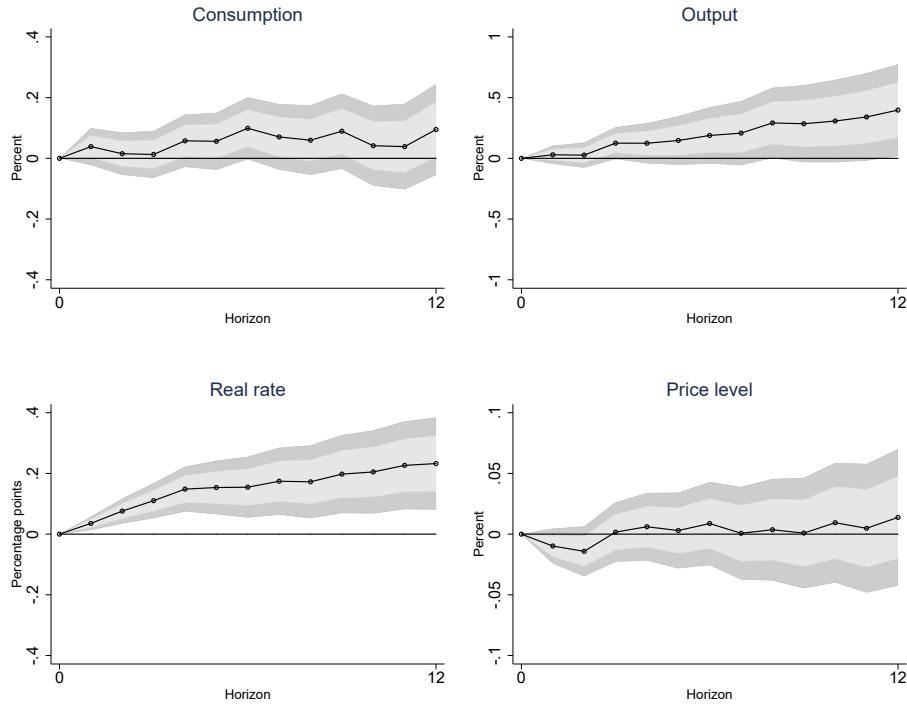 Consumption
Percent
.4
.2
0
-.2
-.4
0 12
Horizon
Output
Percent
1
.5
0
-.5
-1
0 12
Horizon
Real rate
Percentage points
.4
.2
0
-.2
-.4
0 12
Horizon
Price level
Percent
.1
.05
0
-.05
-.1
0 12
Horizon